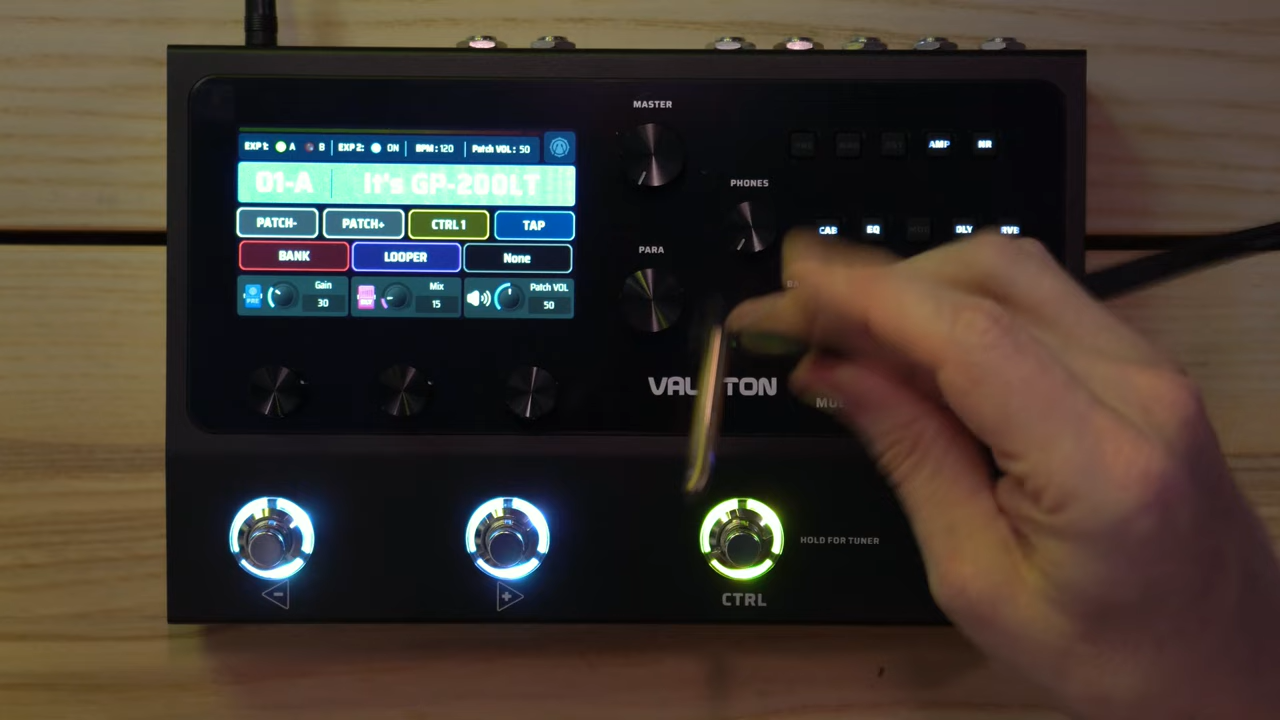 MASTER
EXP 1: A B EXP 2: ON BPM : 120 Patch VOL : 50
AMP NR
01-A It's GP-200LT
PHONES
PATCH- PATCH+ CTRL 1 TAP
CAB EQ DLY RVB
PARA
BANK LOOPER None
PRE Gain 30 Mix 15 Patch VOL 50
HOLD FOR TUNER
- + CTRL